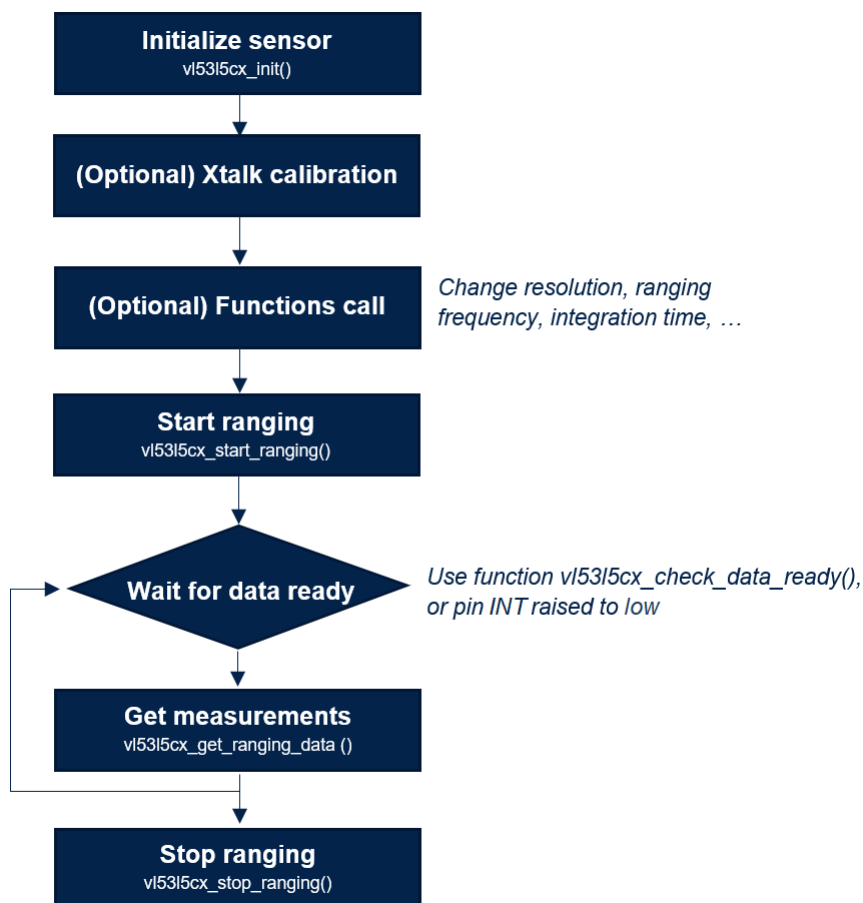 Initialize sensor
vl53l5cx_init()
(Optional) Xtalk calibration
(Optional) Functions call
Change resolution, ranging
frequency, integration time, …
Start ranging
vl53l5cx_start_ranging()
Wait for data ready
Use function vl53l5cx_check_data_ready(),
or pin INT raised to low
Get measurements
vl53l5cx_get_ranging_data ()
Stop ranging
vl53l5cx_stop_ranging()